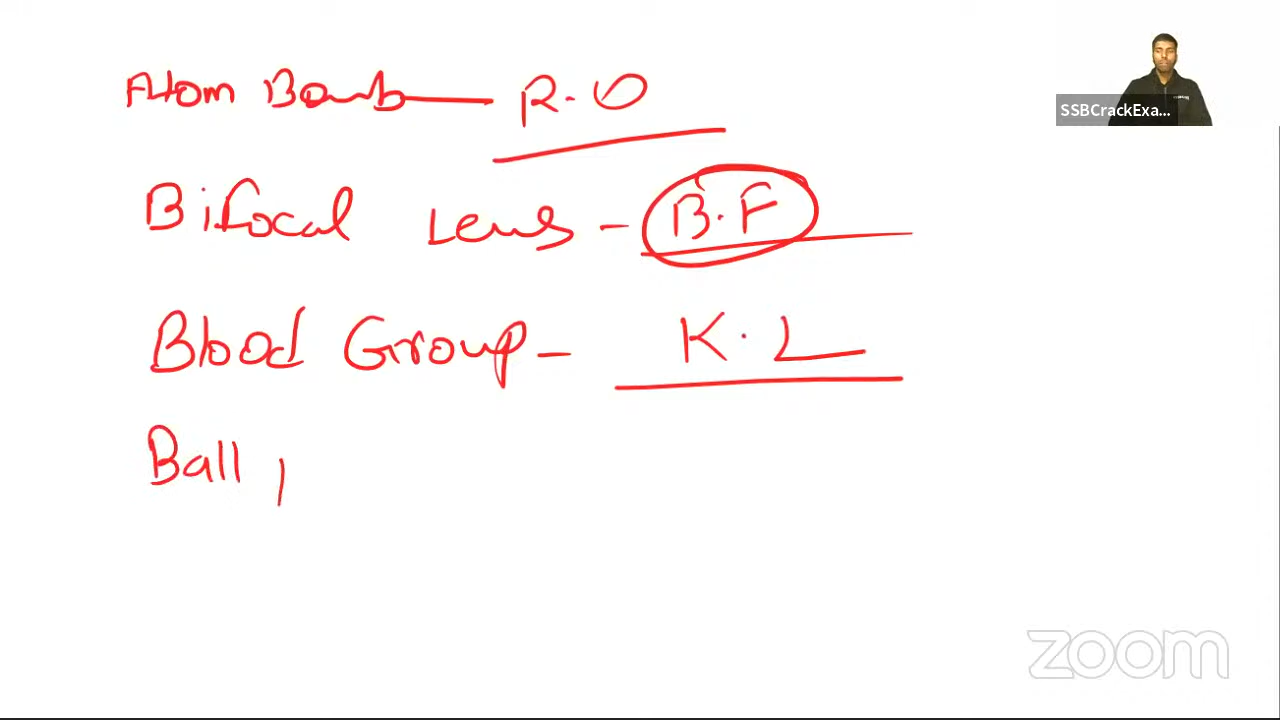 Atom Bomb — R. O
SSBCrackExa...
Bifocal Lens - B.F
Blood Group - K.L
Ball
zoom